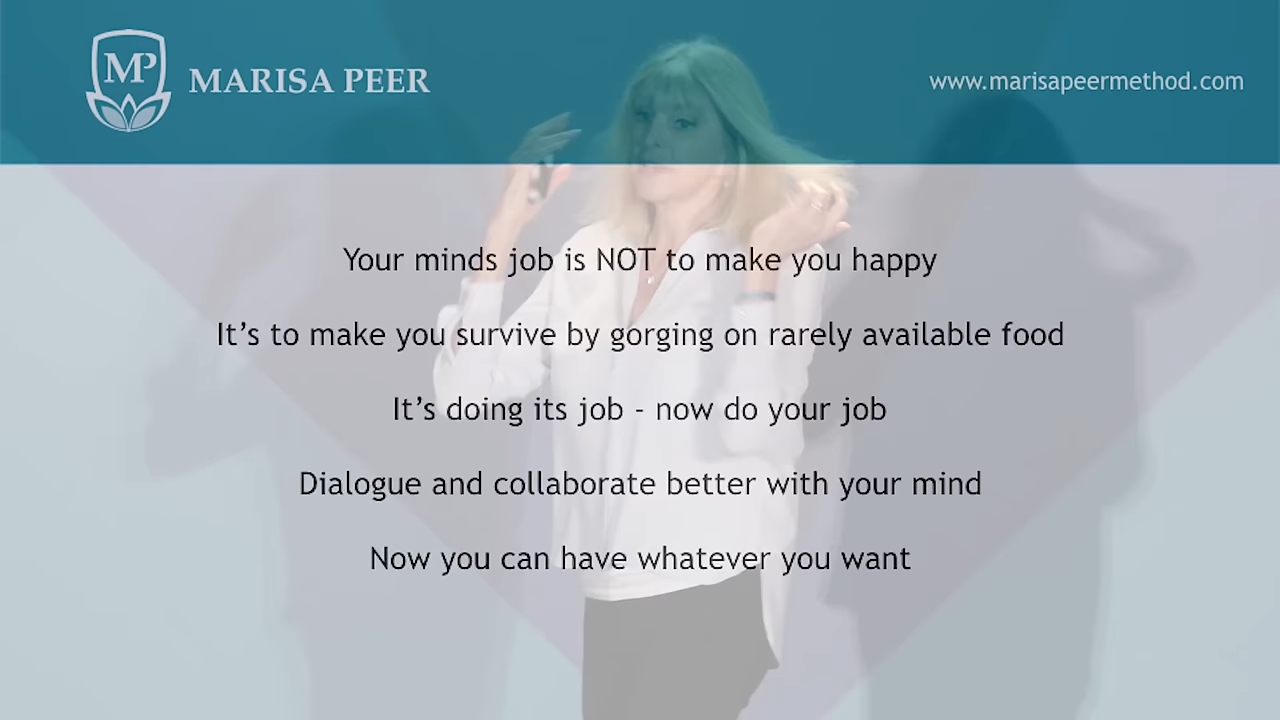 MP
MARISA PEER
www.marisapeermethod.com
Your minds job is NOT to make you happy
It’s to make you survive by gorging on rarely available food
It’s doing its job - now do your job
Dialogue and collaborate better with your mind
Now you can have whatever you want